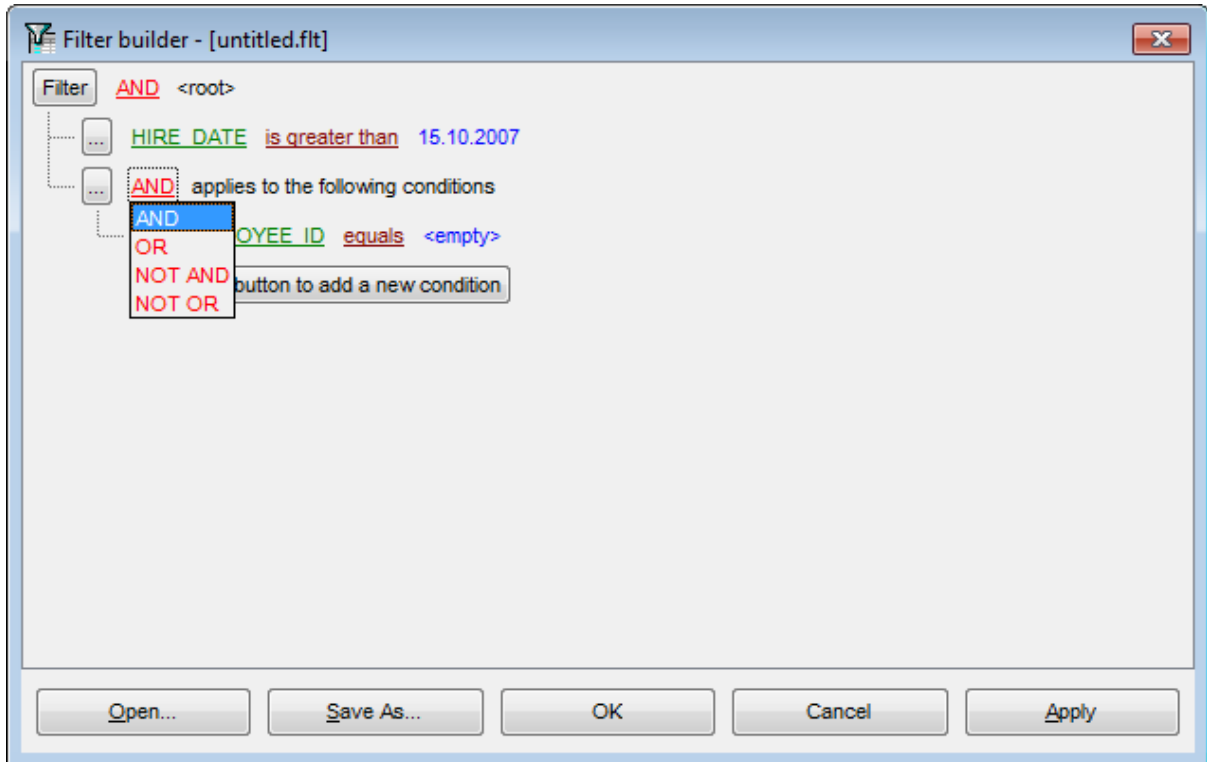 Filter builder - [untitled.flt]
Filter AND <root>
... HIRE_DATE is greater than 15.10.2007
... AND applies to the following conditions
AND
OR
NOT AND
NOT OR
OYEE_ID equals <empty>
button to add a new condition
Open... Save As... OK Cancel Apply